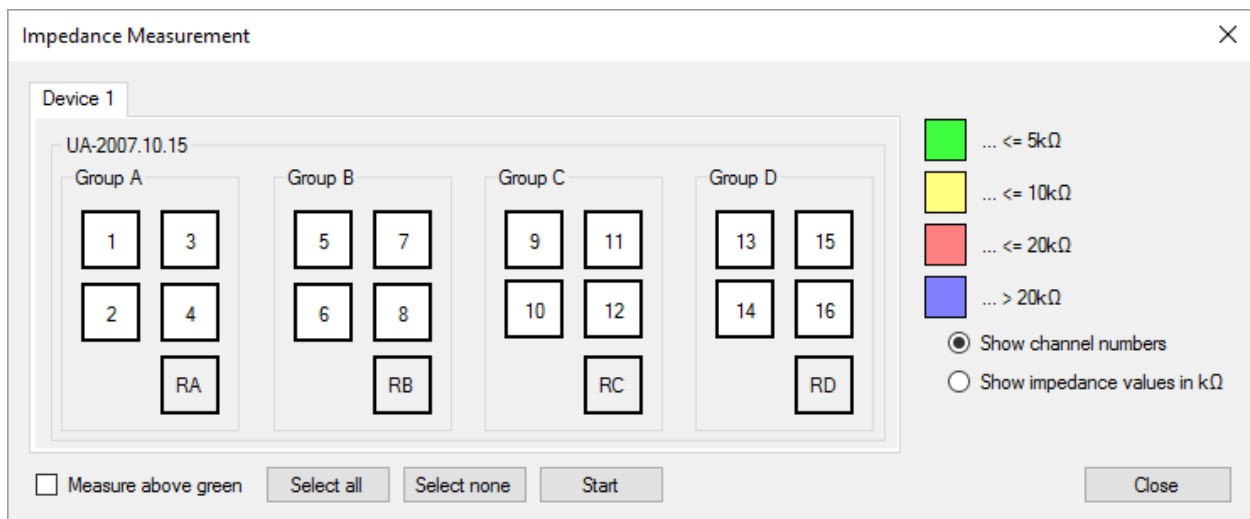 Impedance Measurement
Device 1
UA-2007.10.15
Group A
1 3
2 4
RA
Group B
5 7
6 8
RB
Group C
9 11
10 12
RC
Group D
13 15
14 16
RD
... <= 5kΩ
... <= 10kΩ
... <= 20kΩ
... > 20kΩ
Show channel numbers
Show impedance values in kΩ
Measure above green
Select all
Select none
Start
Close